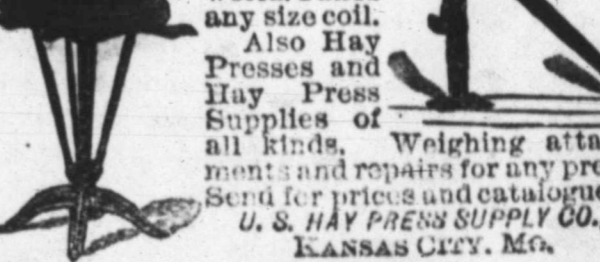 any size coil.
Also Hay
Presses and
Hay Press
Supplies of
all kinds. Weighing atta
ments and repairs for any pre
Send for prices and catalogue
U. S. HAY PRESS SUPPLY CO.,
KANSAS CITY. MO.